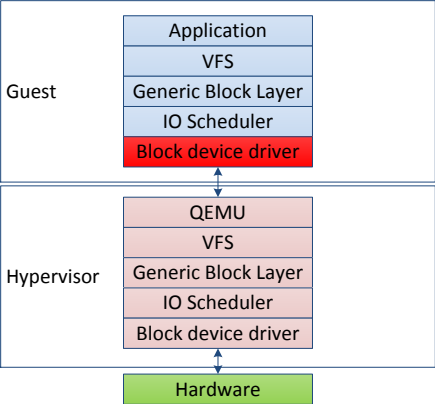 Guest
Application
VFS
Generic Block Layer
IO Scheduler
Block device driver
Hypervisor
QEMU
VFS
Generic Block Layer
IO Scheduler
Block device driver
Hardware